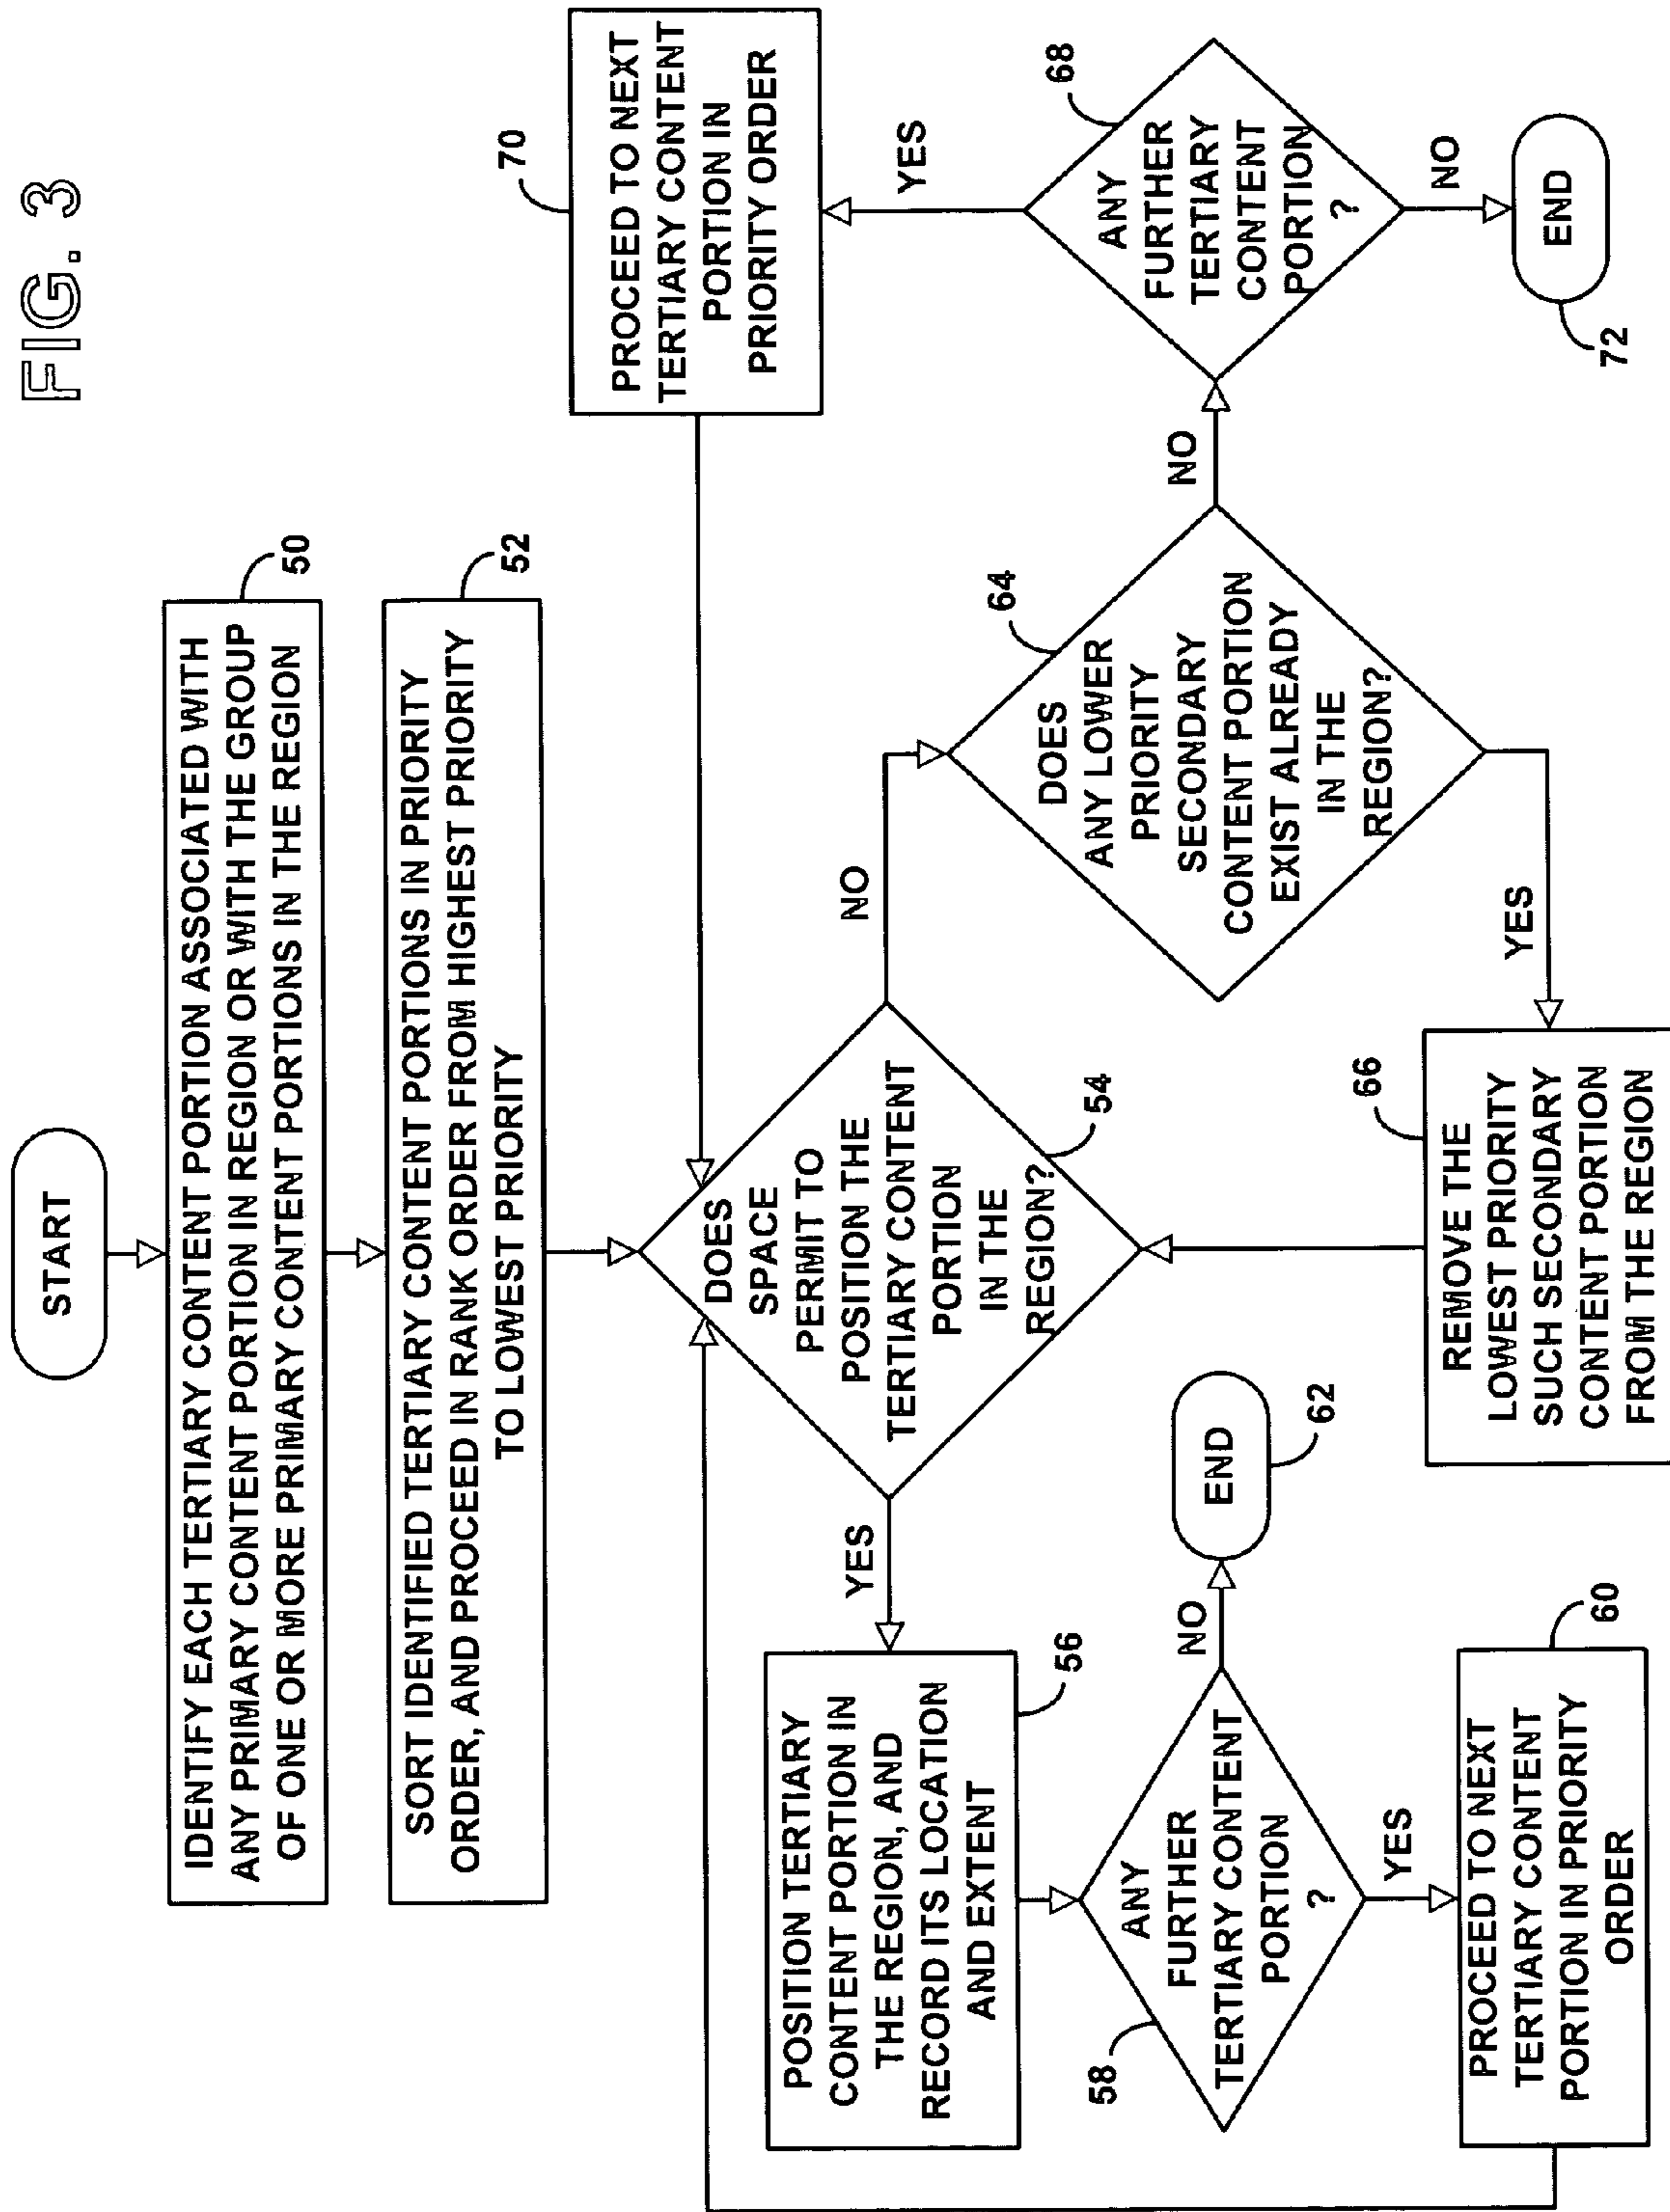 FIG. 3
START
IDENTIFY EACH TERTIARY CONTENT PORTION ASSOCIATED WITH
ANY PRIMARY CONTENT PORTION IN REGION OR WITH THE GROUP
OF ONE OR MORE PRIMARY CONTENT PORTIONS IN THE REGION
50
SORT IDENTIFIED TERTIARY CONTENT PORTIONS IN PRIORITY
ORDER, AND PROCEED IN RANK ORDER FROM HIGHEST PRIORITY
TO LOWEST PRIORITY
52
DOES
SPACE
PERMIT TO
POSITION THE
TERTIARY CONTENT
PORTION
IN THE
REGION?
54
YES
NO
POSITION TERTIARY
CONTENT PORTION IN
THE REGION, AND
RECORD ITS LOCATION
AND EXTENT
56
ANY
FURTHER
TERTIARY CONTENT
PORTION
?
58
NO
END
62
YES
PROCEED TO NEXT
TERTIARY CONTENT
PORTION IN PRIORITY
ORDER
60
DOES
ANY LOWER
PRIORITY
SECONDARY
CONTENT PORTION
EXIST ALREADY
IN THE
REGION?
64
YES
REMOVE THE
LOWEST PRIORITY
SUCH SECONDARY
CONTENT PORTION
FROM THE REGION
66
NO
ANY
FURTHER
TERTIARY
CONTENT
PORTION
?
68
YES
PROCEED TO NEXT
TERTIARY CONTENT
PORTION IN
PRIORITY ORDER
70
NO
END
72